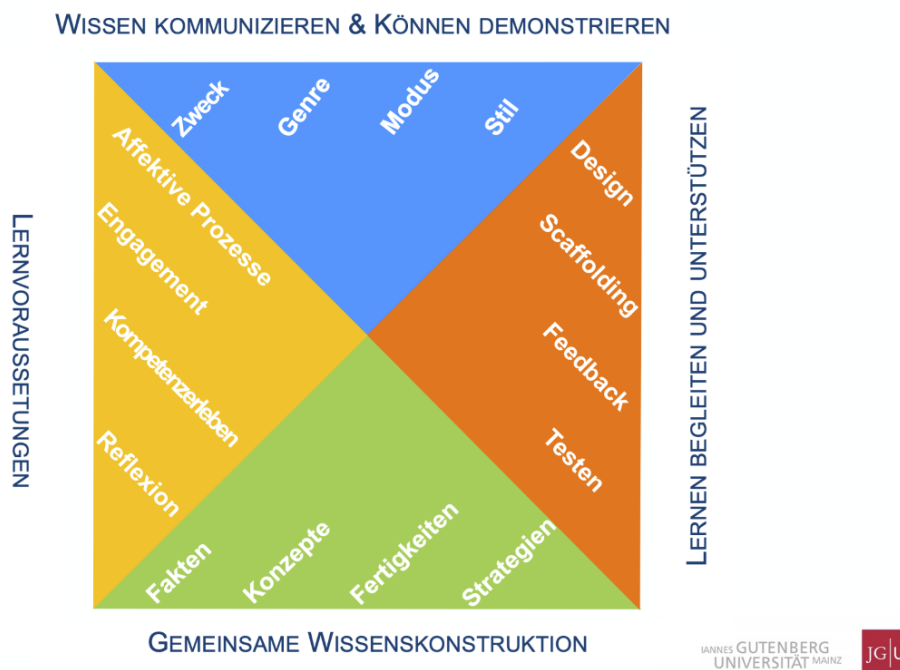 WISSEN KOMMUNIZIEREN & KÖNNEN DEMONSTRIEREN
Zweck
Genre
Modus
Stil
LERNVORAUSSETUNGEN
Affektive Prozesse
Engagement
Kompetenzerleben
Reflexion
Design
Scaffolding
Feedback
Testen
LERNEN BEGLEITEN UND UNTERSTÜTZEN
Fakten
Konzepte
Fertigkeiten
Strategien
GEMEINSAME WISSENSKONSTRUKTION
IANNES GUTENBERG
UNIVERSITÄT MAINZ
JG|U